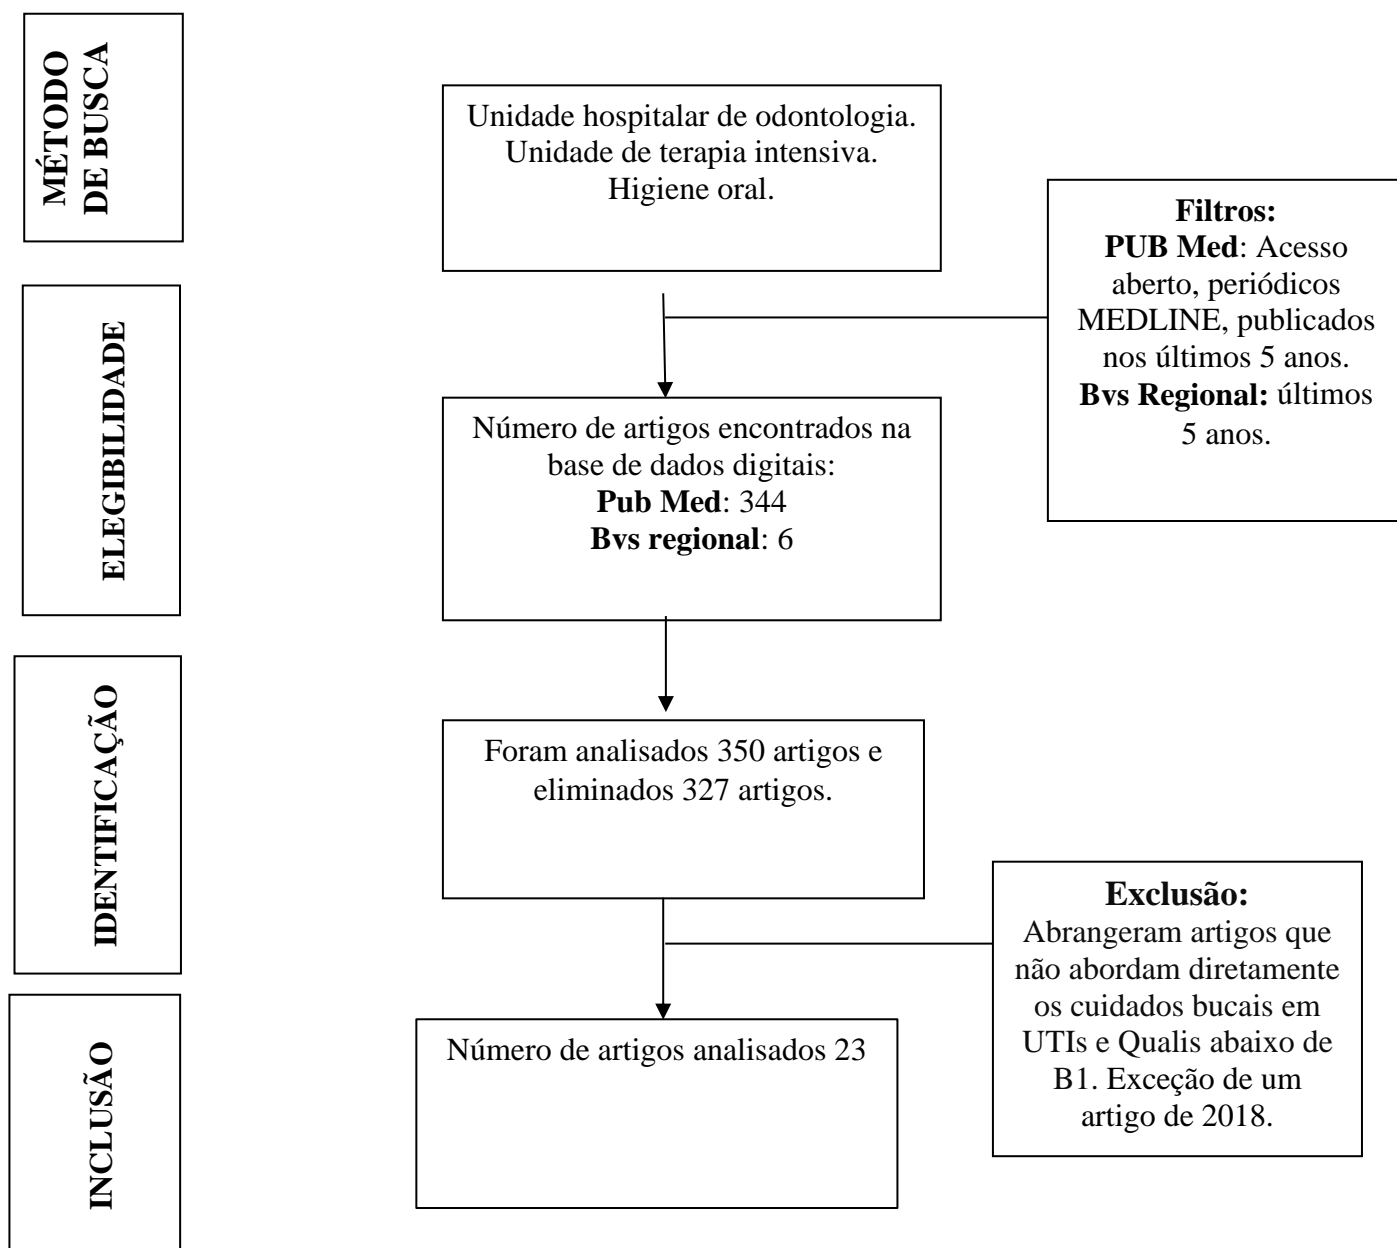 MÉTODO
DE BUSCA
Unidade hospitalar de odontologia.
Unidade de terapia intensiva.
Higiene oral.
Filtros:
PUB Med: Acesso
aberto, periódicos
MEDLINE, publicados
nos últimos 5 anos.
Bvs Regional: últimos
5 anos.
ELEGIBILIDADE
Número de artigos encontrados na
base de dados digitais:
Pub Med: 344
Bvs regional: 6
IDENTIFICAÇÃO
Foram analisados 350 artigos e
eliminados 327 artigos.
Exclusão:
Abrangeram artigos que
não abordam diretamente
os cuidados bucais em
UTIs e Qualis abaixo de
B1. Exceção de um
artigo de 2018.
INCLUSÃO
Número de artigos analisados 23